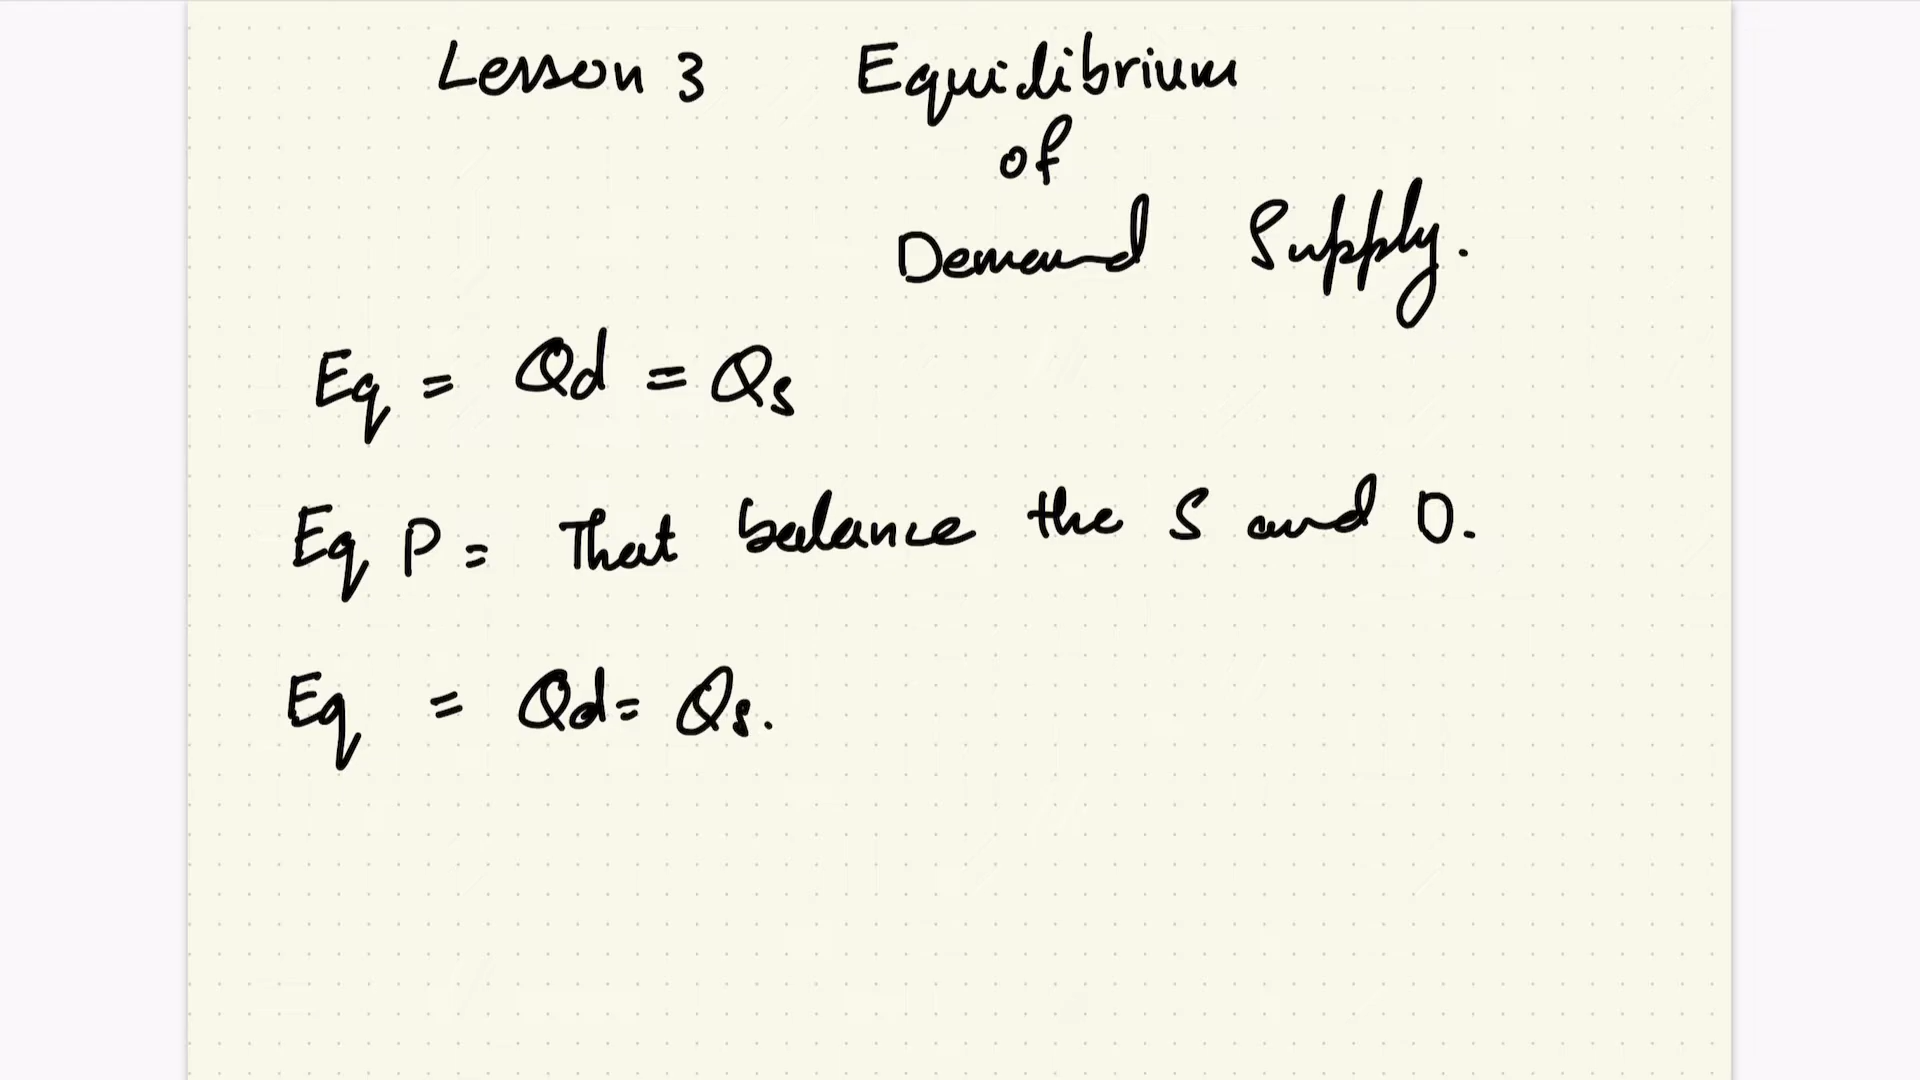 Lesson 3 Equilibrium
of
Demand Supply.
Eq = Qd = Qs
Eq P = That balance the S and D.
Eq = Qd = Qs.